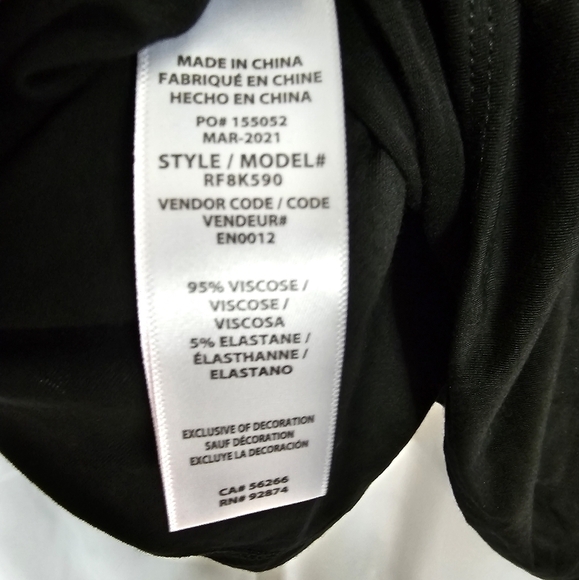 MADE IN CHINA
FABRIQUÉ EN CHINE
HECHO EN CHINA
PO# 155052
MAR-2021
STYLE / MODEL#
RF8K590
VENDOR CODE / CODE
VENDEUR#
EN0012
95% VISCOSE /
VISCOSE /
VISCOSA
5% ELASTANE /
ÉLASTHANNE /
ELASTANO
EXCLUSIVE OF DECORATION
SAUF DÉCORATION
EXCLUYE LA DECORACIÓN
CA# 56266
RN# 92874